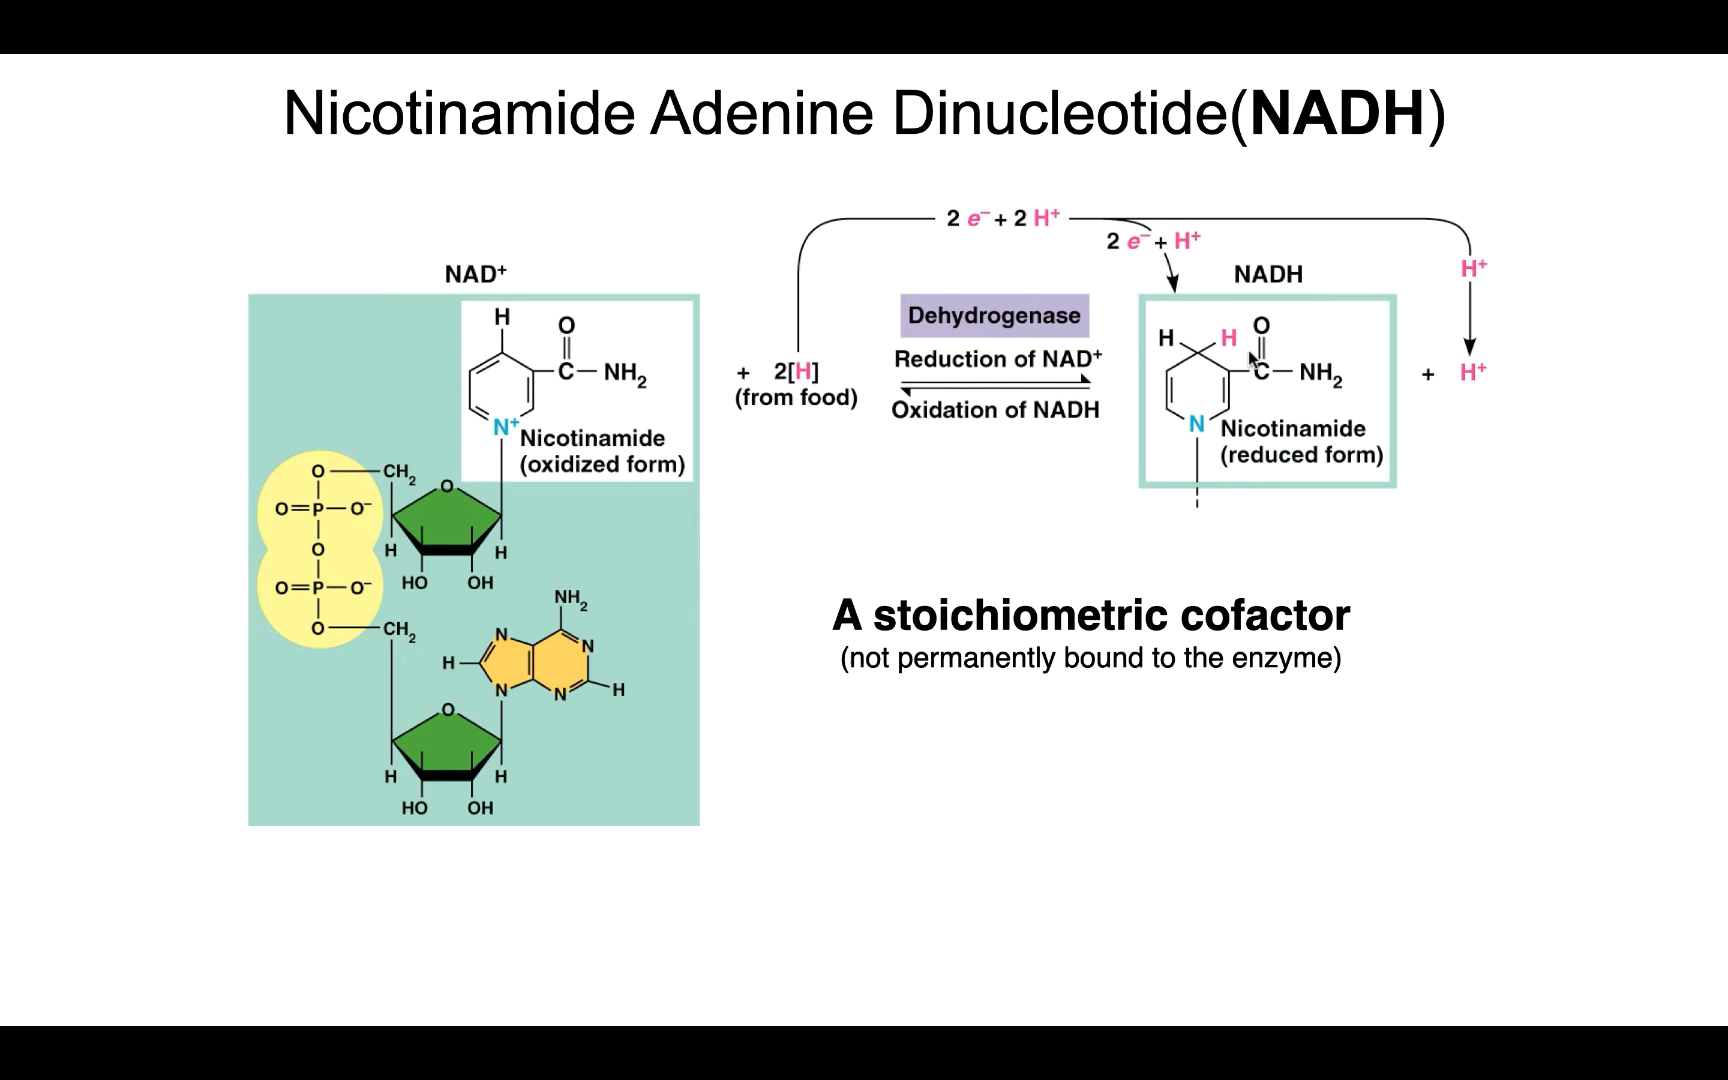 Nicotinamide Adenine Dinucleotide(NADH)
2 e⁻ + 2 H⁺
2 e⁻ + H⁺
H⁺
NAD⁺
NADH
Dehydrogenase
Reduction of NAD⁺
Oxidation of NADH
+ 2[H]
(from food)
H
O
C
NH₂
N⁺
Nicotinamide
(oxidized form)
H
H
O
C
NH₂
N
Nicotinamide
(reduced form)
+ H⁺
O
CH₂
O
O=P—O⁻
O
H
H
HO
OH
O=P—O⁻
O
CH₂
NH₂
N
N
H
N
N
H
O
H
H
HO
OH
A stoichiometric cofactor
(not permanently bound to the enzyme)